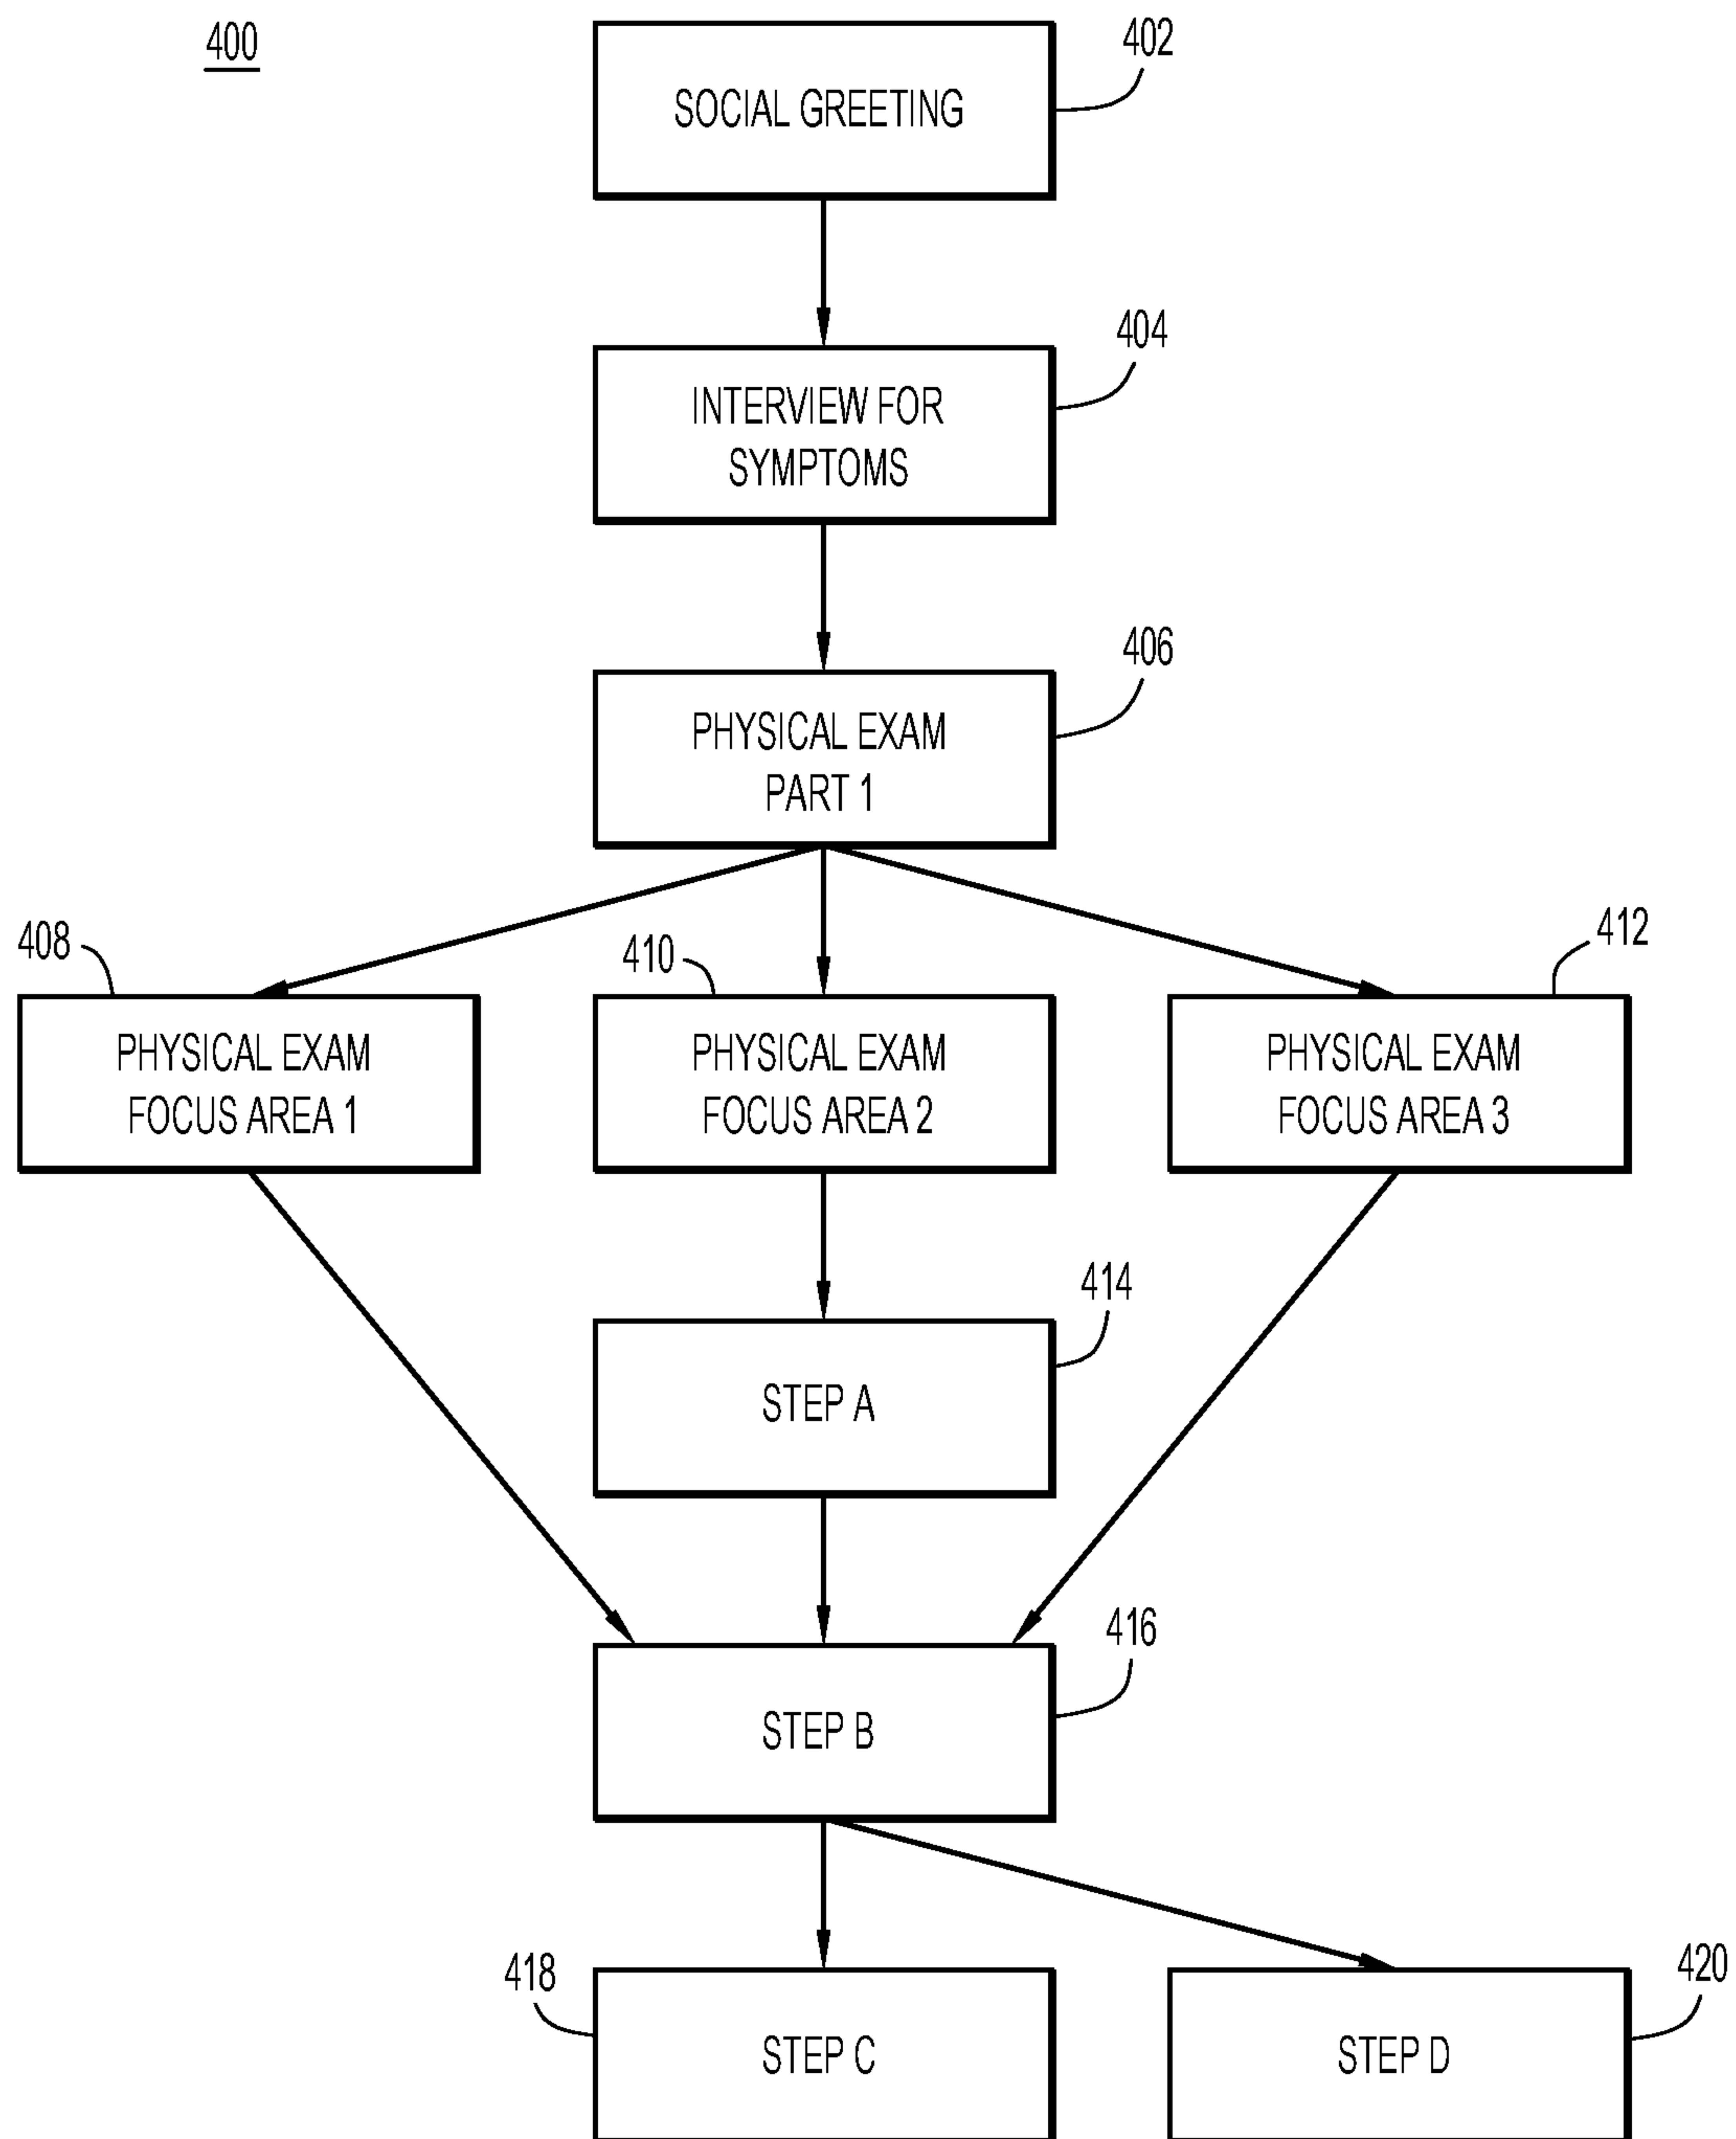 400
402
SOCIAL GREETING
404
INTERVIEW FOR
SYMPTOMS
406
PHYSICAL EXAM
PART 1
408
410
412
PHYSICAL EXAM
FOCUS AREA 1
PHYSICAL EXAM
FOCUS AREA 2
PHYSICAL EXAM
FOCUS AREA 3
414
STEP A
416
STEP B
418
420
STEP C
STEP D